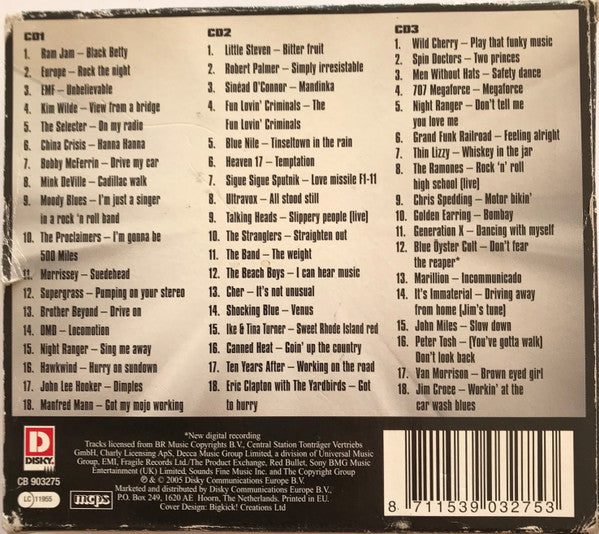 CD1
1. Ram Jam – Black Betty
2. Europe – Rock the night
3. EMF – Unbelievable
4. Kim Wilde – View from a bridge
5. The Selecter – On my radio
6. China Crisis – Hanna Hanna
7. Bobby McFerrin – Drive my car
8. Mink DeVille – Cadillac walk
9. Moody Blues – I'm just a singer
in a rock 'n roll band
10. The Proclaimers – I'm gonna be
500 Miles
11. Morrissey – Suedehead
12. Supergrass – Pumping on your stereo
13. Brother Beyond – Drive on
14. OMD – Locomotion
15. Night Ranger – Sing me away
16. Hawkwind – Hurry on sundown
17. John Lee Hooker – Dimples
18. Manfred Mann – Got my mojo working
CD2
1. Little Steven – Bitter fruit
2. Robert Palmer – Simply irresistable
3. Sinéad O'Connor – Mandinka
4. Fun Lovin' Criminals – The
Fun Lovin' Criminals
5. Blue Nile – Tinseltown in the rain
6. Heaven 17 – Temptation
7. Sigue Sigue Sputnik – Love missile F1-11
8. Ultravox – All stood still
9. Talking Heads – Slippery people (live)
10. The Stranglers – Straighten out
11. The Band – The weight
12. The Beach Boys – I can hear music
13. Cher – It's not unusual
14. Shocking Blue – Venus
15. Ike & Tina Turner – Sweet Rhode Island red
16. Canned Heat – Goin' up the country
17. Ten Years After – Working on the road
18. Eric Clapton with The Yardbirds – Got
to hurry
CD3
1. Wild Cherry – Play that funky music
2. Spin Doctors – Two princes
3. Men Without Hats – Safety dance
4. 707 Megaforce – Megaforce
5. Night Ranger – Don't tell me
you love me
6. Grand Funk Railroad – Feeling alright
7. Thin Lizzy – Whiskey in the jar
8. The Ramones – Rock 'n' roll
high school (live)
9. Chris Spedding – Motor bikin'
10. Golden Earring – Bombay
11. Generation X – Dancing with myself
12. Blue Öyster Cult – Don't fear
the reaper*
13. Marillion – Incommunicado
14. It's Immaterial – Driving away
from home (Jim's tune)
15. John Miles – Slow down
16. Peter Tosh – (You've gotta walk)
Don't look back
17. Van Morrison – Brown eyed girl
18. Jim Croce – Workin' at the
car wash blues
D
DISKY
CB 903275
LC 11955
mcps
*New digital recording
Tracks licensed from BR Music Copyrights B.V., Central Station Tonträger Vertriebs
GmbH, Charly Licensing ApS, Decca Music Group Limited, a division of Universal Music
Group, EMI, Fragile Records Ltd./The Product Exchange, Red Bullet, Sony BMG Music
Entertainment (UK) Limited, Sounds Fine Music Inc. and The Copyright Group
℗ & © 2005 Disky Communications Europe B.V.
Marketed and distributed by Disky Communications Europe B.V.,
P.O. Box 249, 1620 AE Hoorn, The Netherlands. Printed in EU.
Cover Design: Bigkick! Creations Ltd
8 711539 032753